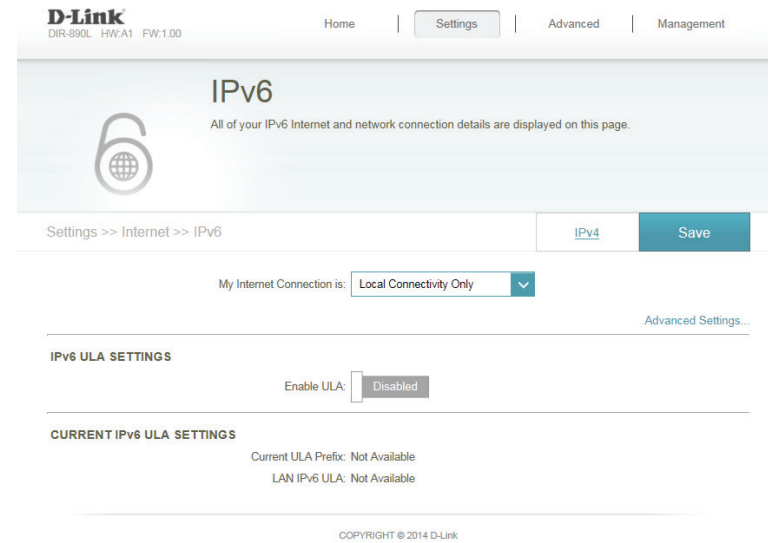 D-Link
DIR-890L HW:A1 FW:1.00
Home | Settings | Advanced | Management
IPv6
All of your IPv6 Internet and network connection details are displayed on this page.
Settings >> Internet >> IPv6
IPv4
Save
My Internet Connection is: Local Connectivity Only
Advanced Settings...
IPv6 ULA SETTINGS
Enable ULA: Disabled
CURRENT IPv6 ULA SETTINGS
Current ULA Prefix: Not Available
LAN IPv6 ULA: Not Available
COPYRIGHT © 2014 D-Link